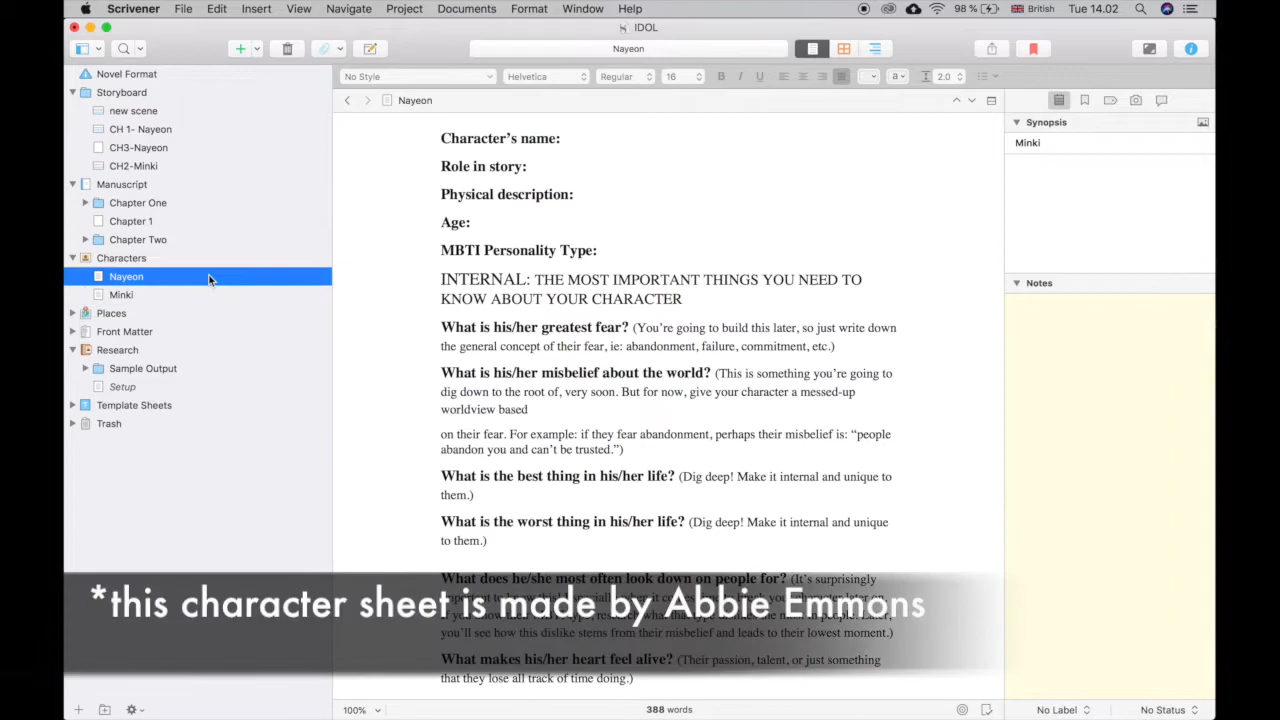 Scrivener File Edit Insert View Navigate Project Documents Format Window Help 98 % British Tue 14.02
IDOL
Nayeon
No Style Helvetica Regular 16 B I U a 2.0
Nayeon
Novel Format
Storyboard
new scene
CH 1- Nayeon
CH3-Nayeon
CH2-Minki
Manuscript
Chapter One
Chapter 1
Chapter Two
Characters
Nayeon
Minki
Places
Front Matter
Research
Sample Output
Setup
Template Sheets
Trash
Character’s name:
Role in story:
Physical description:
Age:
MBTI Personality Type:
INTERNAL: THE MOST IMPORTANT THINGS YOU NEED TO
KNOW ABOUT YOUR CHARACTER
What is his/her greatest fear? (You’re going to build this later, so just write down
the general concept of their fear, ie: abandonment, failure, commitment, etc.)
What is his/her misbelief about the world? (This is something you’re going to
dig down to the root of, very soon. But for now, give your character a messed-up
worldview based
on their fear. For example: if they fear abandonment, perhaps their misbelief is: “people
abandon you and can’t be trusted.”)
What is the best thing in his/her life? (Dig deep! Make it internal and unique to
them.)
What is the worst thing in his/her life? (Dig deep! Make it internal and unique
to them.)
What does he/she most often look down on people for? (It’s surprisingly
*this character sheet is made by Abbie Emmons
you’ll see how this dislike stems from their misbelief and leads to their lowest moment.)
What makes his/her heart feel alive? (Their passion, talent, or just something
that they lose all track of time doing.)
Synopsis
Minki
Notes
100% 388 words No Label No Status